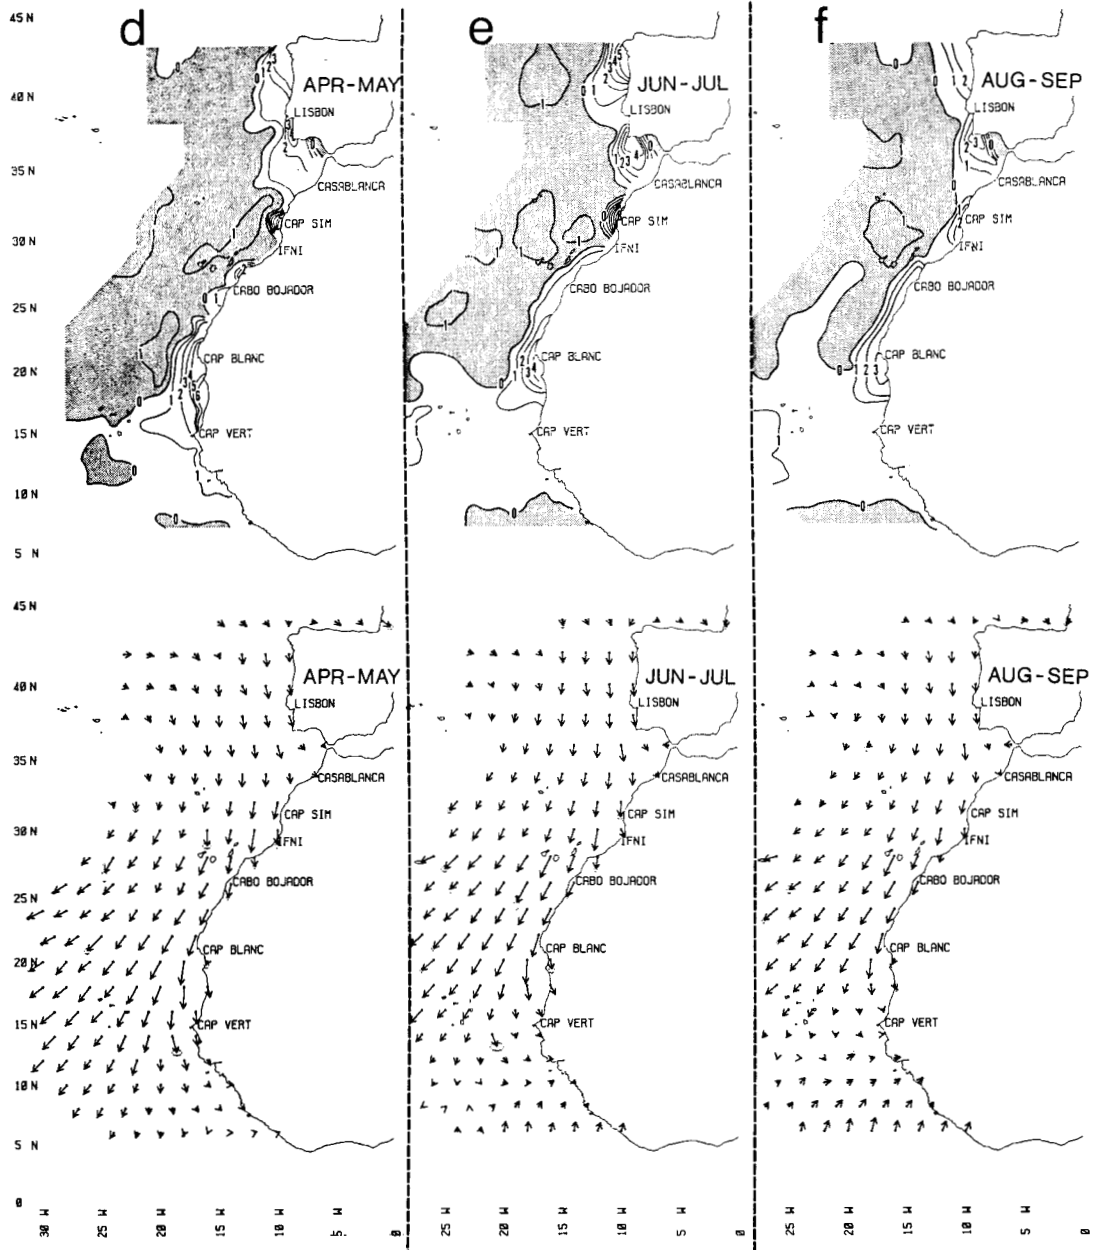 45 N
d
e
f
APR-MAY
JUN-JUL
AUG-SEP
40 N
LISBON
LISBON
LISBON
35 N
CASABLANCA
CASABLANCA
CASABLANCA
CAP SIM
CAP SIM
CAP SIM
30 N
IFNI
IFNI
IFNI
CABO BOJADOR
CABO BOJADOR
CABO BOJADOR
25 N
CAP BLANC
CAP BLANC
CAP BLANC
20 N
15 N
CAP VERT
CAP VERT
CAP VERT
10 N
5 N
45 N
APR-MAY
JUN-JUL
AUG-SEP
40 N
LISBON
LISBON
LISBON
35 N
CASABLANCA
CASABLANCA
CASABLANCA
CAP SIM
CAP SIM
CAP SIM
30 N
IFNI
IFNI
IFNI
CABO BOJADOR
CABO BOJADOR
CABO BOJADOR
25 N
CAP BLANC
CAP BLANC
CAP BLANC
20 N
15 N
CAP VERT
CAP VERT
CAP VERT
10 N
5 N
0
30 W
25 W
20 W
15 W
10 W
5.
0
25 W
20 W
15 W
10 W
5 W
0
25 W
20 W
15 W
10 W
5 W
0